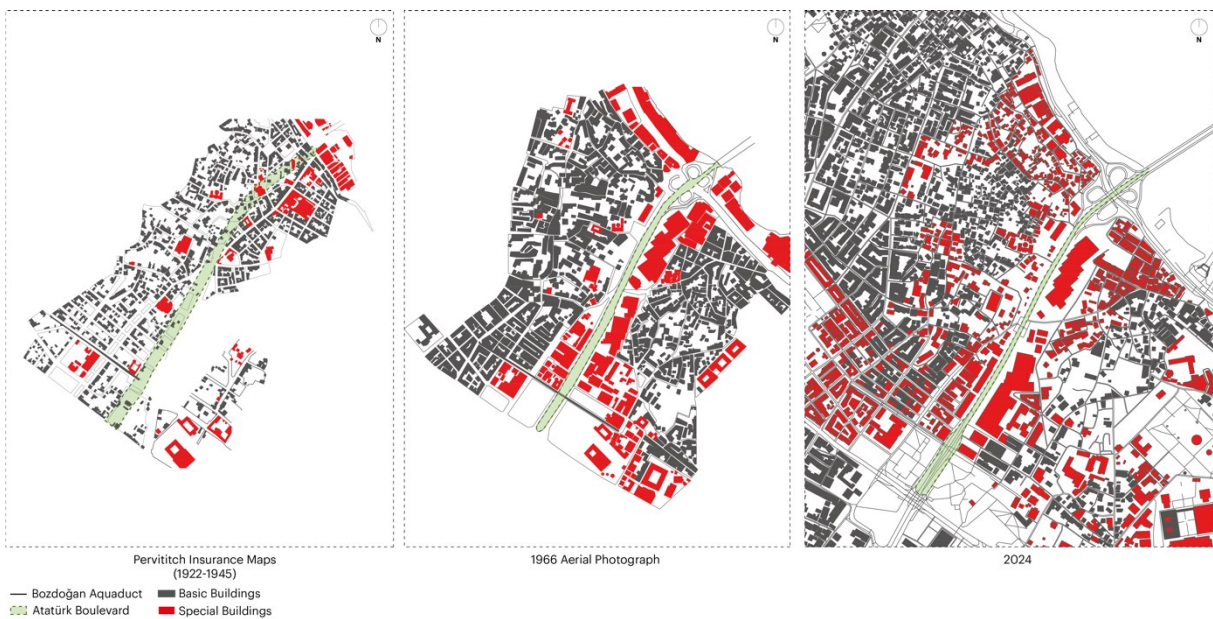 N
N
N
Pervititch Insurance Maps
(1922-1945)
1966 Aerial Photograph
2024
Bozdoğan Aquaduct
Basic Buildings
Atatürk Boulevard
Special Buildings